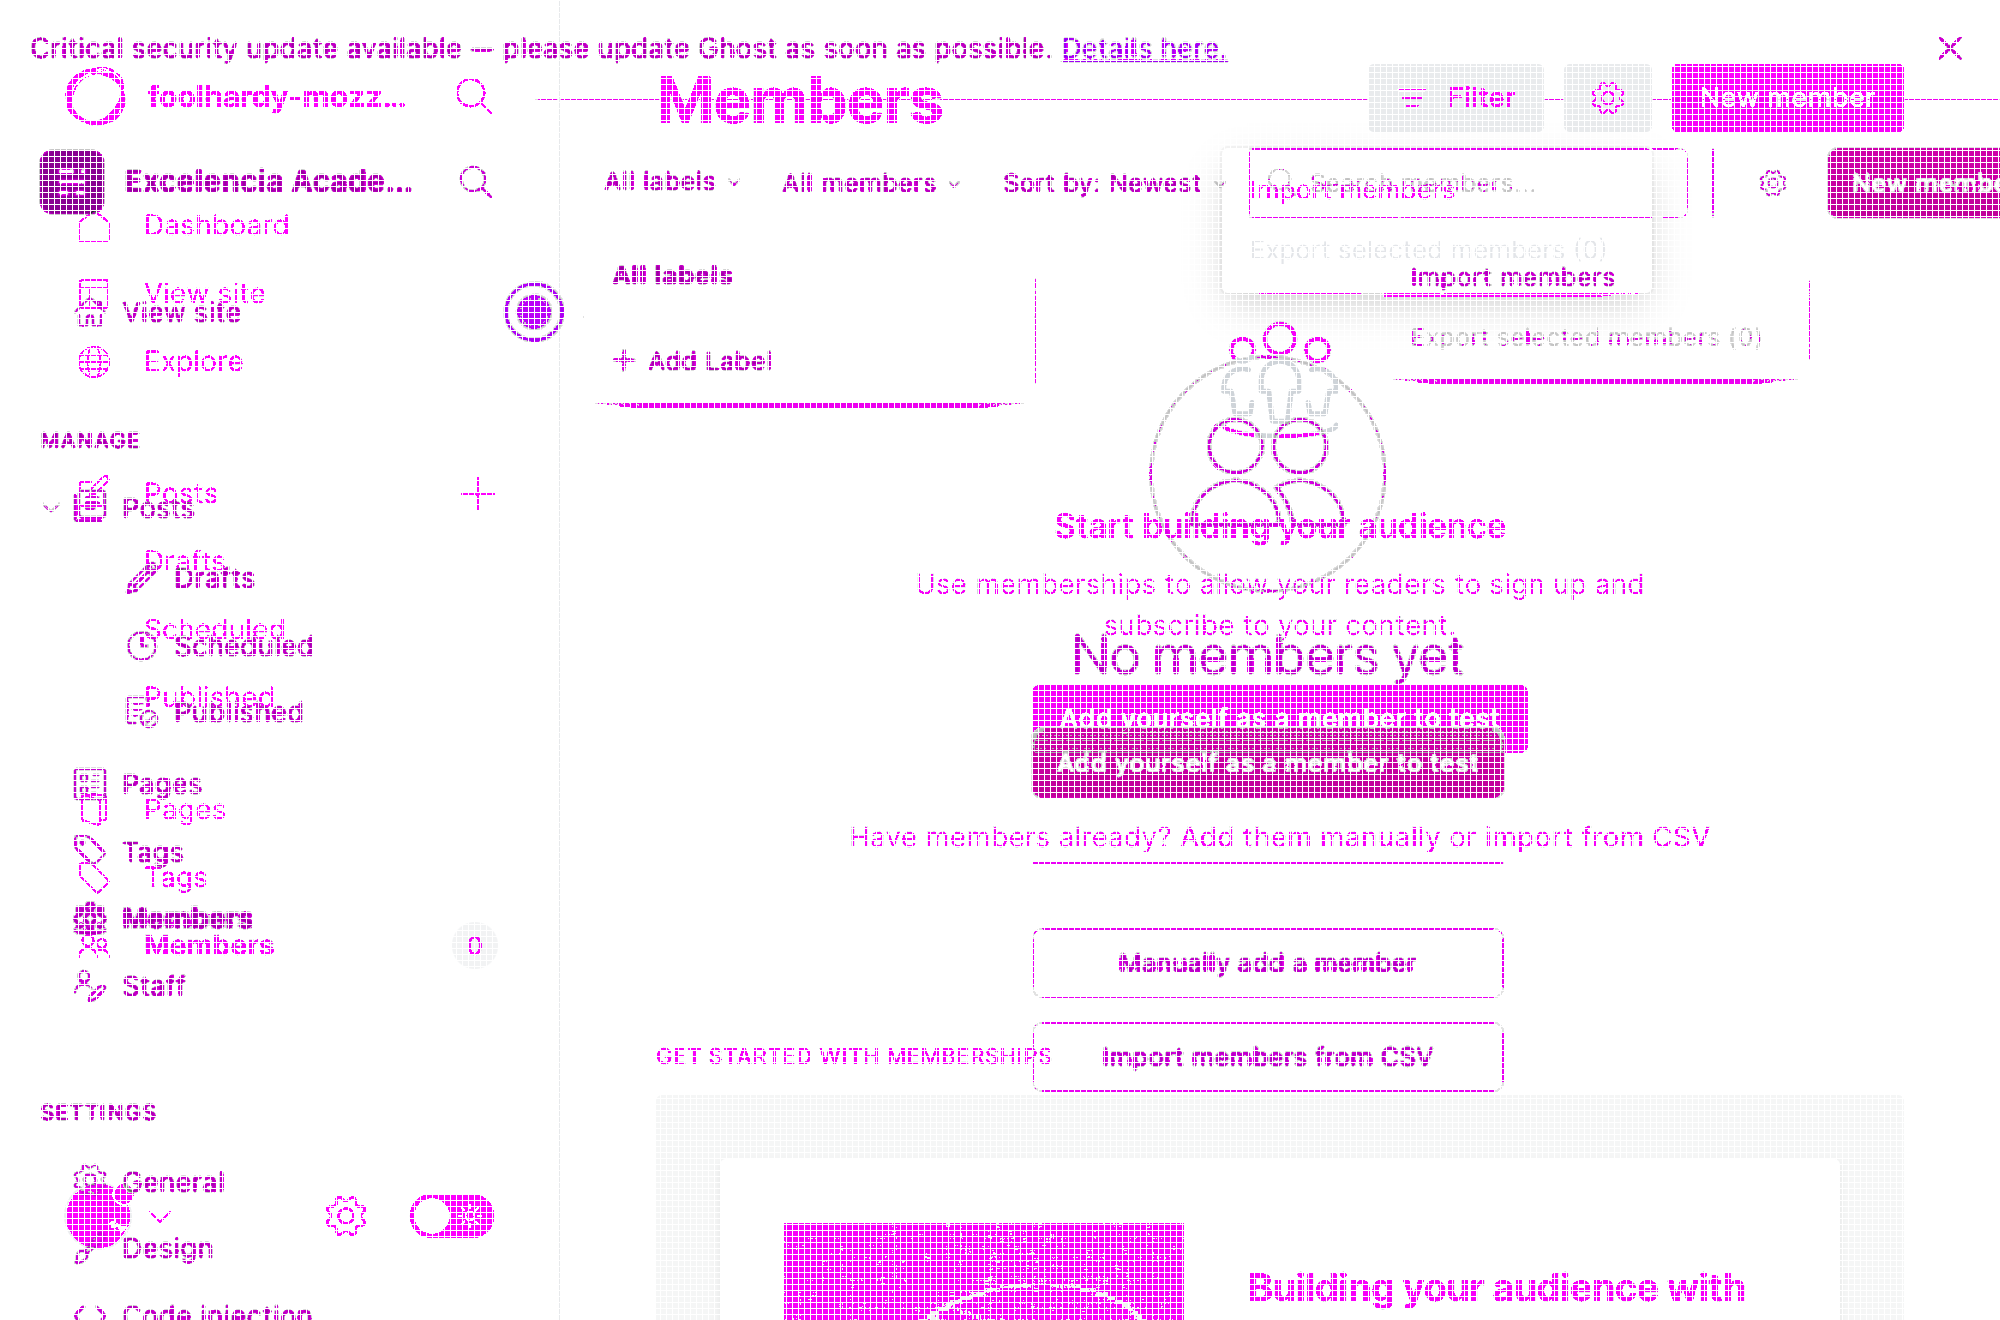 Critical security update available — please update Ghost as soon as possible. Details here.
foolhardy-mozz...
Members
Filter
New member
Excelencia Acade...
All labels
All members
Sort by: Newest
Search members...
Import members
New membe
Dashboard
Export selected members (0)
All labels
Import members
View site
View site
Export selected members (0)
Explore
Add Label
MANAGE
Posts
Posts
Start building your audience
Drafts
Drafts
Use memberships to allow your readers to sign up and
subscribe to your content.
Scheduled
Scheduled
No members yet
Published
Published
Add yourself as a member to test
Add yourself as a member to test
Pages
Pages
Have members already? Add them manually or import from CSV
Tags
Tags
Members
Members
0
Manually add a member
Staff
GET STARTED WITH MEMBERSHIPS
Import members from CSV
SETTINGS
General
Design
Building your audience with
Code injection